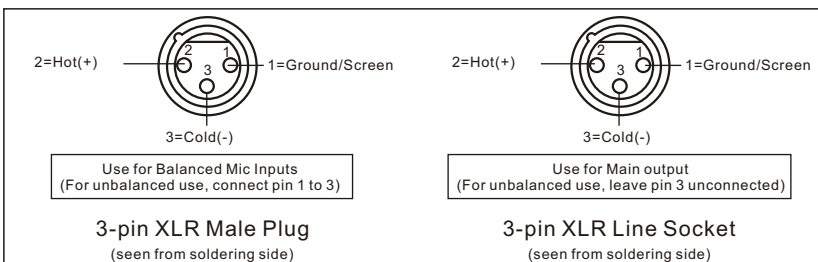 2=Hot(+)
2
1
3
1=Ground/Screen
3=Cold(-)
Use for Balanced Mic Inputs
(For unbalanced use, connect pin 1 to 3)
3-pin XLR Male Plug
(seen from soldering side)
2=Hot(+)
2
1
3
1=Ground/Screen
3=Cold(-)
Use for Main output
(For unbalanced use, leave pin 3 unconnected)
3-pin XLR Line Socket
(seen from soldering side)